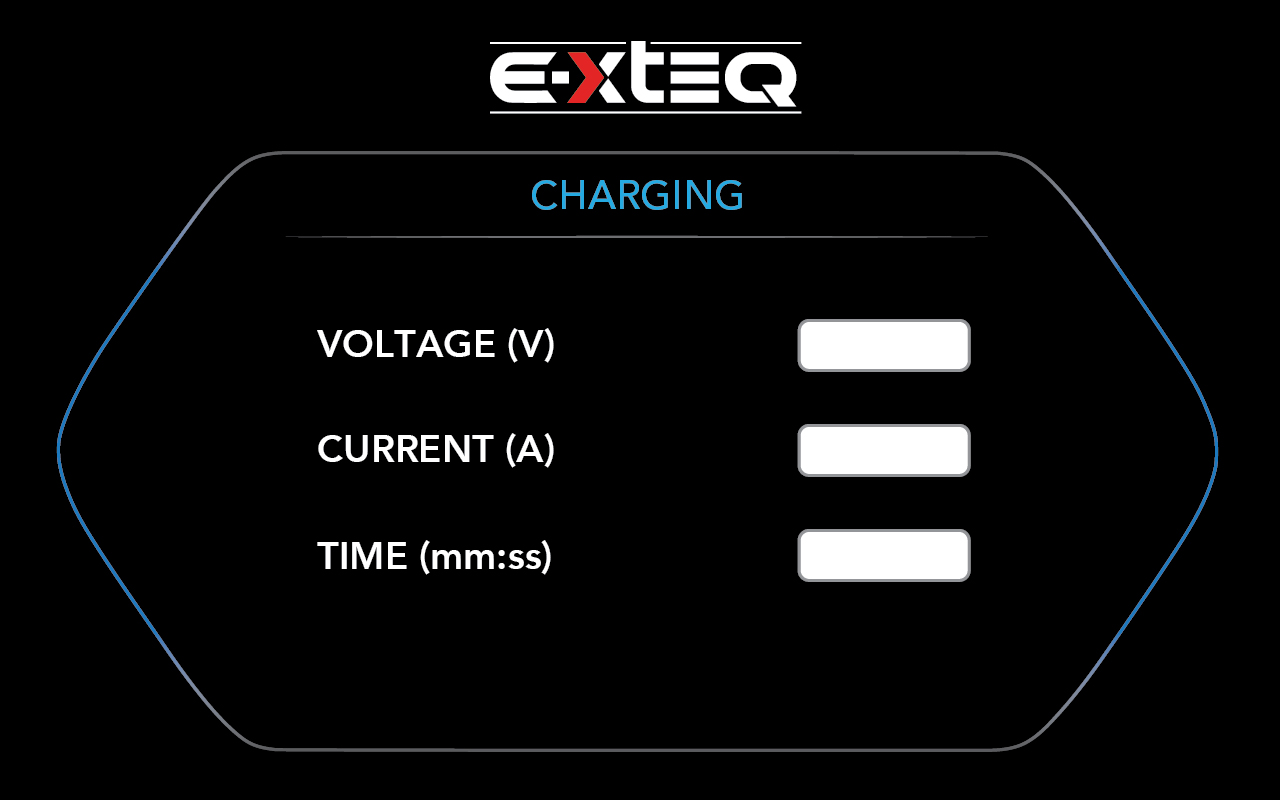 E-XTEQ
CHARGING
VOLTAGE (V)
CURRENT (A)
TIME (mm:ss)